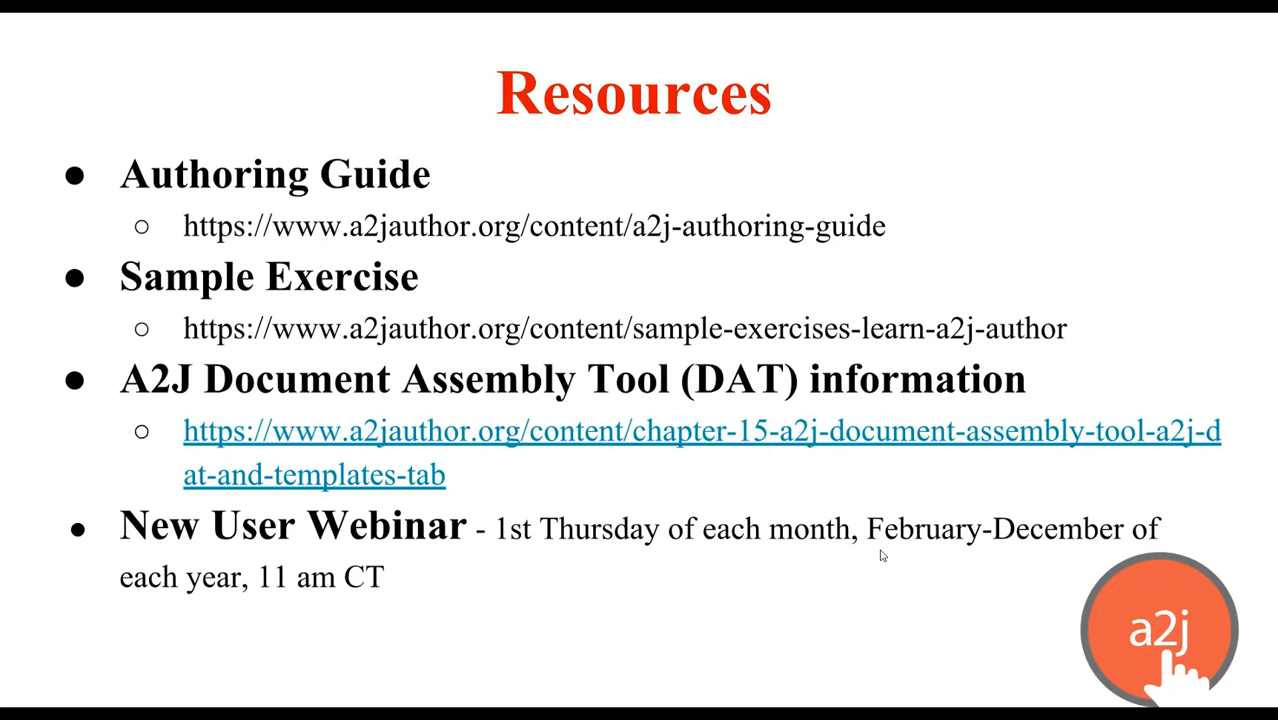 Resources
● Authoring Guide
○ https://www.a2jauthor.org/content/a2j-authoring-guide
● Sample Exercise
○ https://www.a2jauthor.org/content/sample-exercises-learn-a2j-author
● A2J Document Assembly Tool (DAT) information
○ https://www.a2jauthor.org/content/chapter-15-a2j-document-assembly-tool-a2j-d
at-and-templates-tab
● New User Webinar - 1st Thursday of each month, February-December of
each year, 11 am CT
a2j